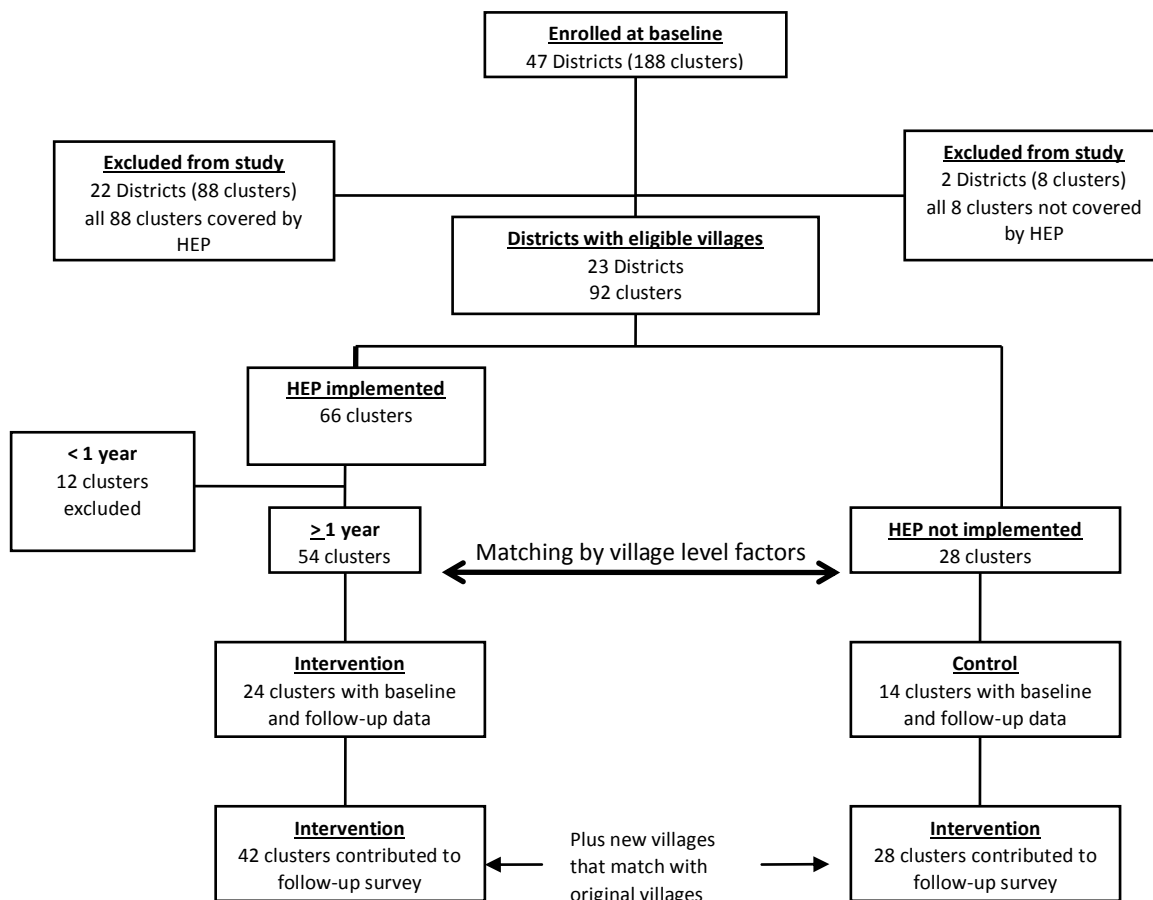 Enrolled at baseline
47 Districts (188 clusters)
Excluded from study
22 Districts (88 clusters)
all 88 clusters covered by
HEP
Excluded from study
2 Districts (8 clusters)
all 8 clusters not covered
by HEP
Districts with eligible villages
23 Districts
92 clusters
HEP implemented
66 clusters
< 1 year
12 clusters
excluded
> 1 year
54 clusters
Matching by village level factors
HEP not implemented
28 clusters
Intervention
24 clusters with baseline
and follow-up data
Control
14 clusters with baseline
and follow-up data
Intervention
42 clusters contributed to
follow-up survey
Plus new villages
that match with
original villages
Intervention
28 clusters contributed to
follow-up survey